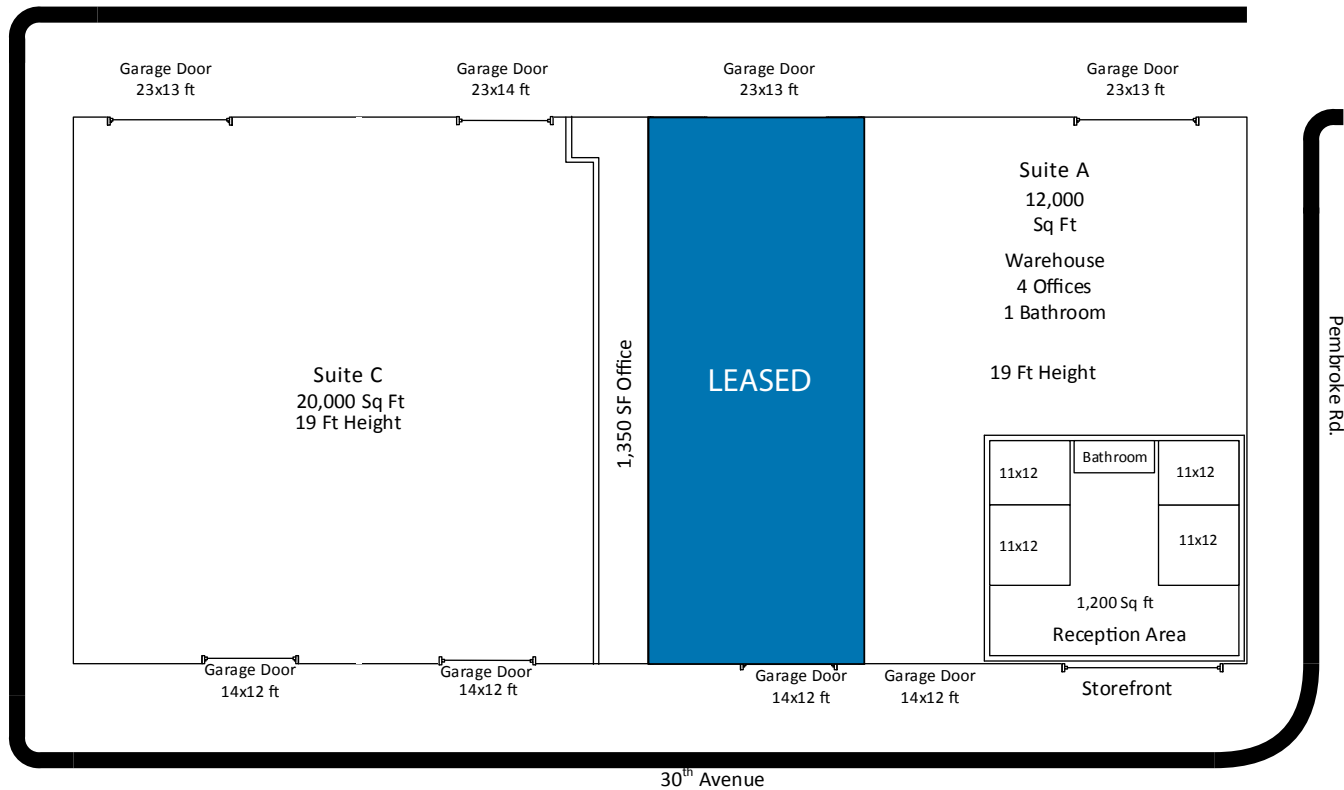 Garage Door
23x13 ft
Garage Door
23x14 ft
Garage Door
23x13 ft
Garage Door
23x13 ft
Suite A
12,000
Sq Ft
Warehouse
4 Offices
1 Bathroom
19 Ft Height
Suite C
20,000 Sq Ft
19 Ft Height
1,350 SF Office
LEASED
Pembroke Rd.
Bathroom
11x12
11x12
11x12
11x12
1,200 Sq ft
Reception Area
Garage Door
14x12 ft
Garage Door
14x12 ft
Garage Door
14x12 ft
Garage Door
14x12 ft
Storefront
30th Avenue